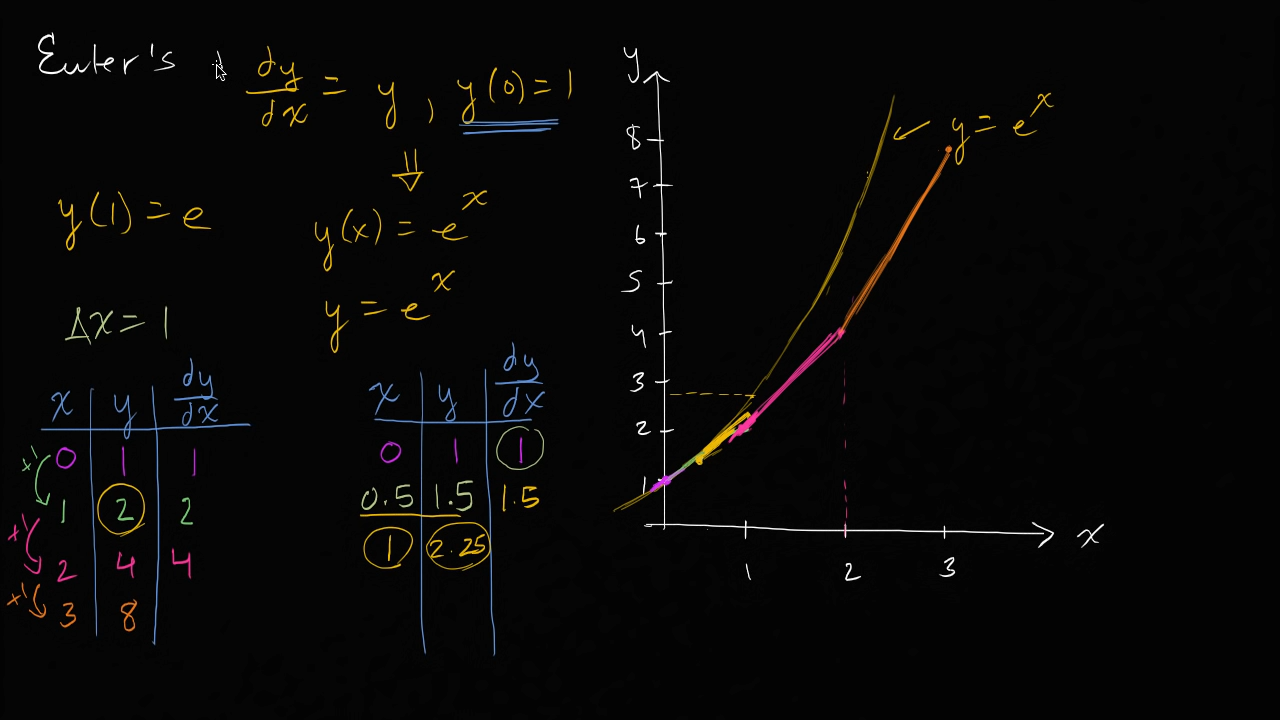 Euler's
dy/dx = y, y(0) = 1
⇓
y(1) = e
y(x) = e^x
y = e^x
Δx = 1
x | y | dy/dx
0 | 1 | 1
+1
1 | 2 | 2
+1
2 | 4 | 4
+1
3 | 8
x | y | dy/dx
0 | 1 | 1
0.5 | 1.5 | 1.5
1 | 2.25
y
8
7
6
5
4
3
2
1
y = e^x
1 2 3
x